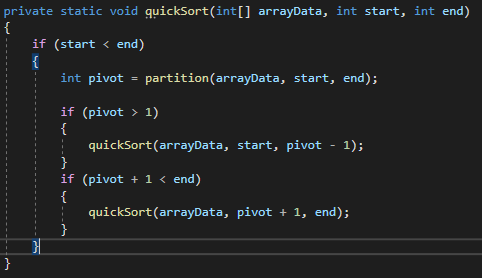 private static void quickSort(int[] arrayData, int start, int end)
{
if (start < end)
{
int pivot = partition(arrayData, start, end);
if (pivot > 1)
{
quickSort(arrayData, start, pivot - 1);
}
if (pivot + 1 < end)
{
quickSort(arrayData, pivot + 1, end);
}
}
}